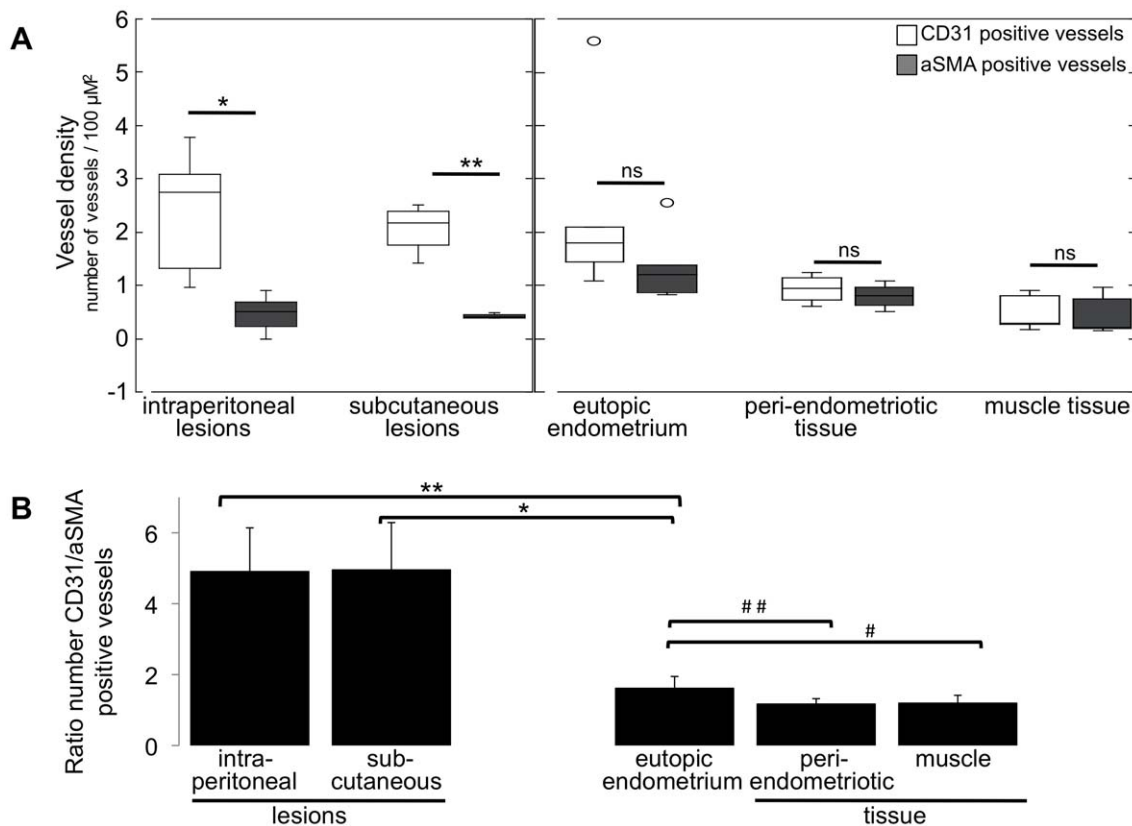 A
Vessel density
number of vessels / 100 µM²
6
5
4
3
2
1
0
-1
CD31 positive vessels
aSMA positive vessels
*
**
ns
ns
ns
intraperitoneal
lesions
subcutaneous
lesions
eutopic
endometrium
peri-endometriotic
tissue
muscle tissue
B
Ratio number CD31/aSMA
positive vessels
6
4
2
0
**
*
# #
#
intra-
peritoneal
sub-
cutaneous
eutopic
endometrium
peri-
endometriotic
muscle
lesions
tissue